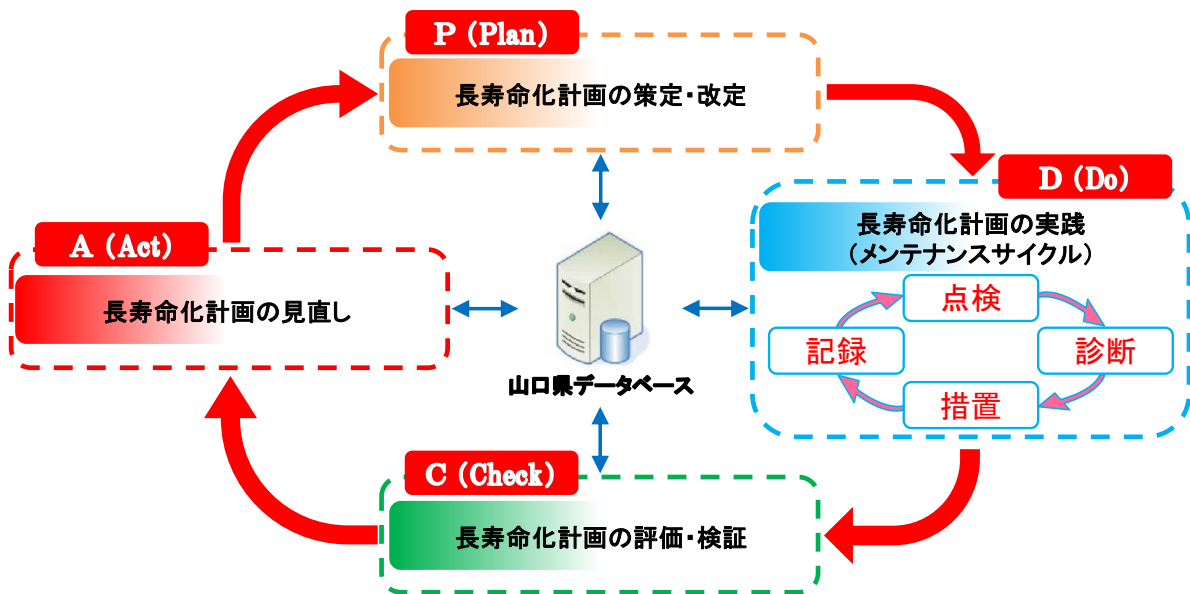 P（Plan）
長寿命化計画の策定・改定
D（Do）
長寿命化計画の実践
（メンテナンスサイクル）
点検
診断
措置
記録
C（Check）
長寿命化計画の評価・検証
A（Act）
長寿命化計画の見直し
山口県データベース